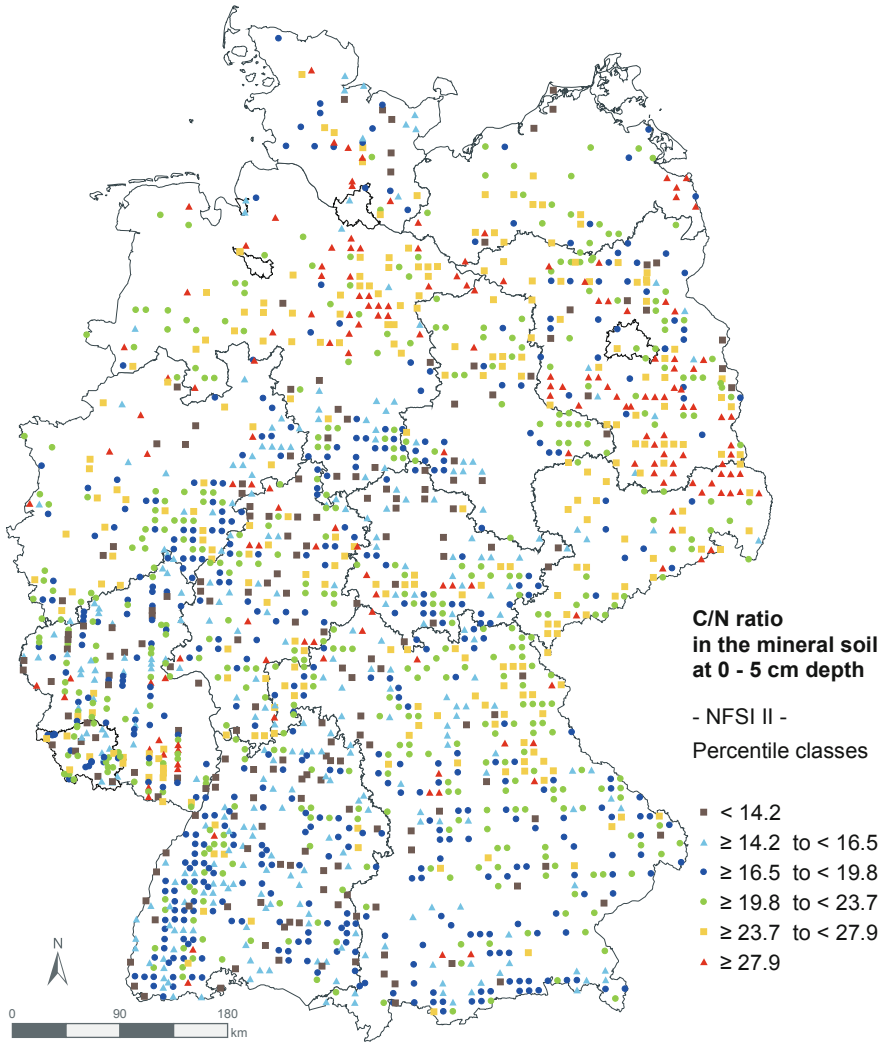 C/N ratio
in the mineral soil
at 0 - 5 cm depth
- NFSI II -
Percentile classes
< 14.2
≥ 14.2 to < 16.5
≥ 16.5 to < 19.8
≥ 19.8 to < 23.7
≥ 23.7 to < 27.9
≥ 27.9
N
0 90 180
km